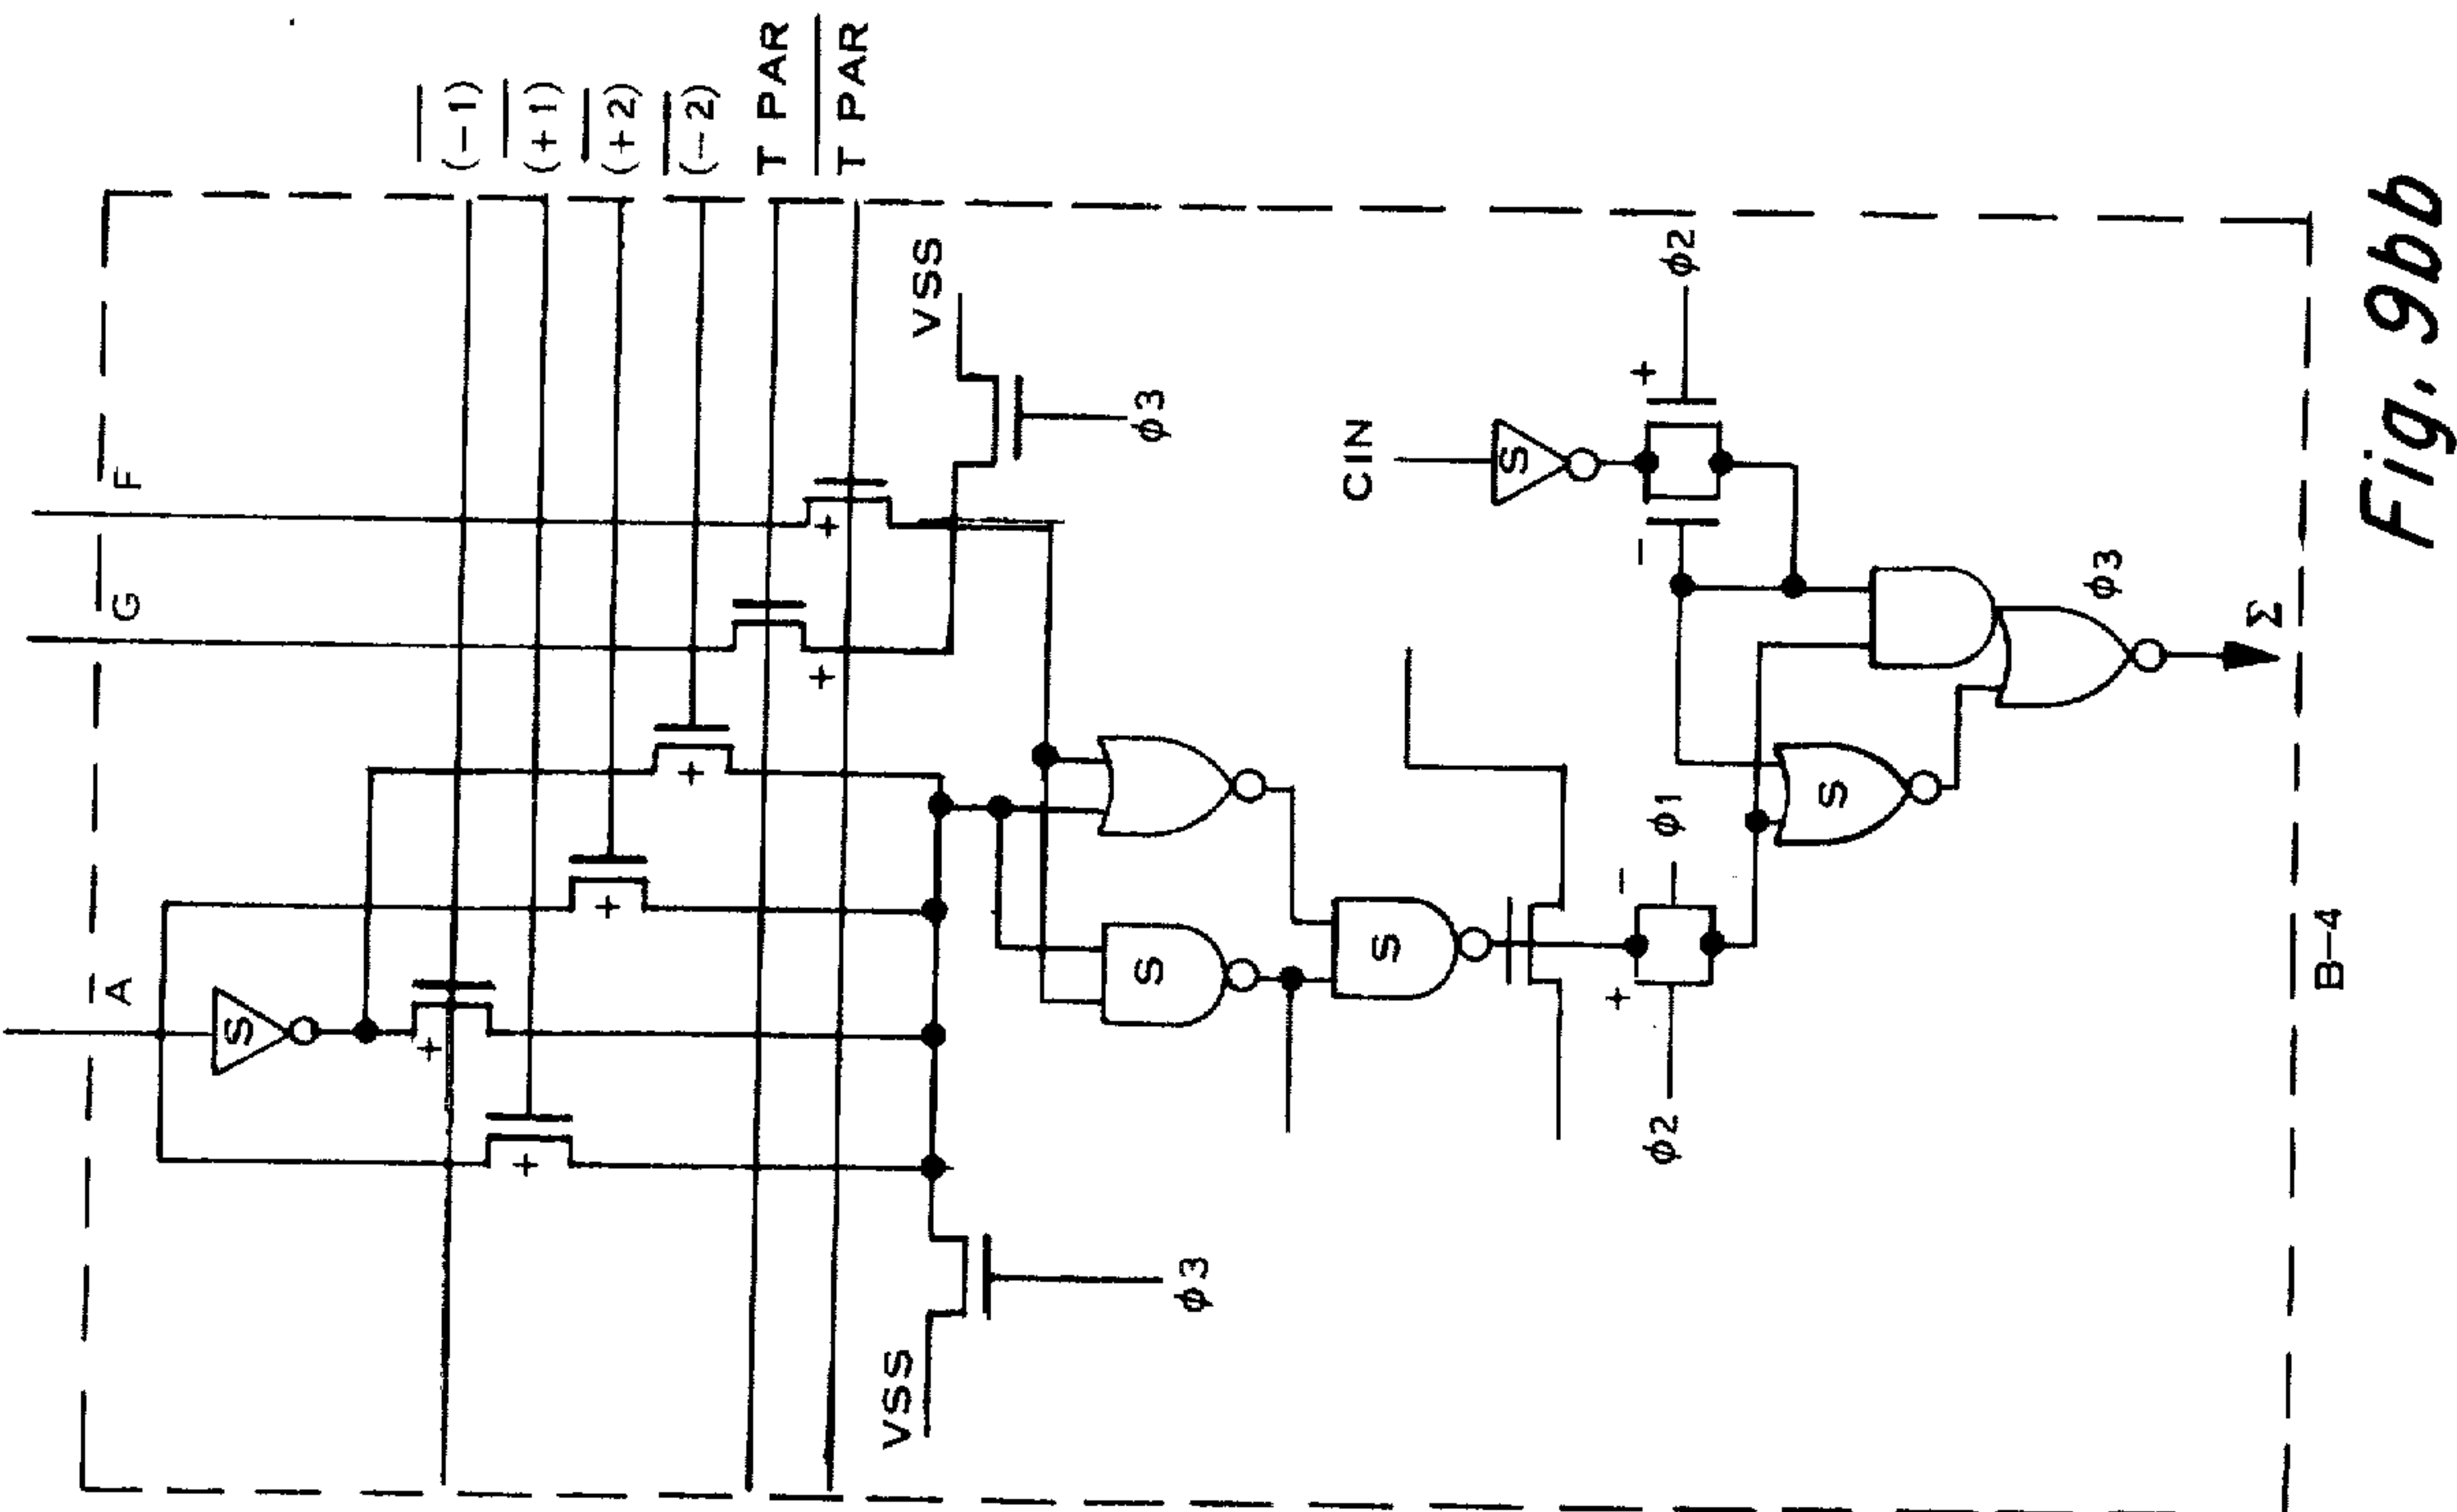 (−1)
(+1)
(+2)
(−2)
T PAR
T PAR
F
G
A
S
+
+
+
+
+
+
VSS
φ3
VSS
φ3
S
S
CIN
S
+
−
φ2
φ1
−
+
φ2
S
φ3
Σ
B-4
Fig. 9bb